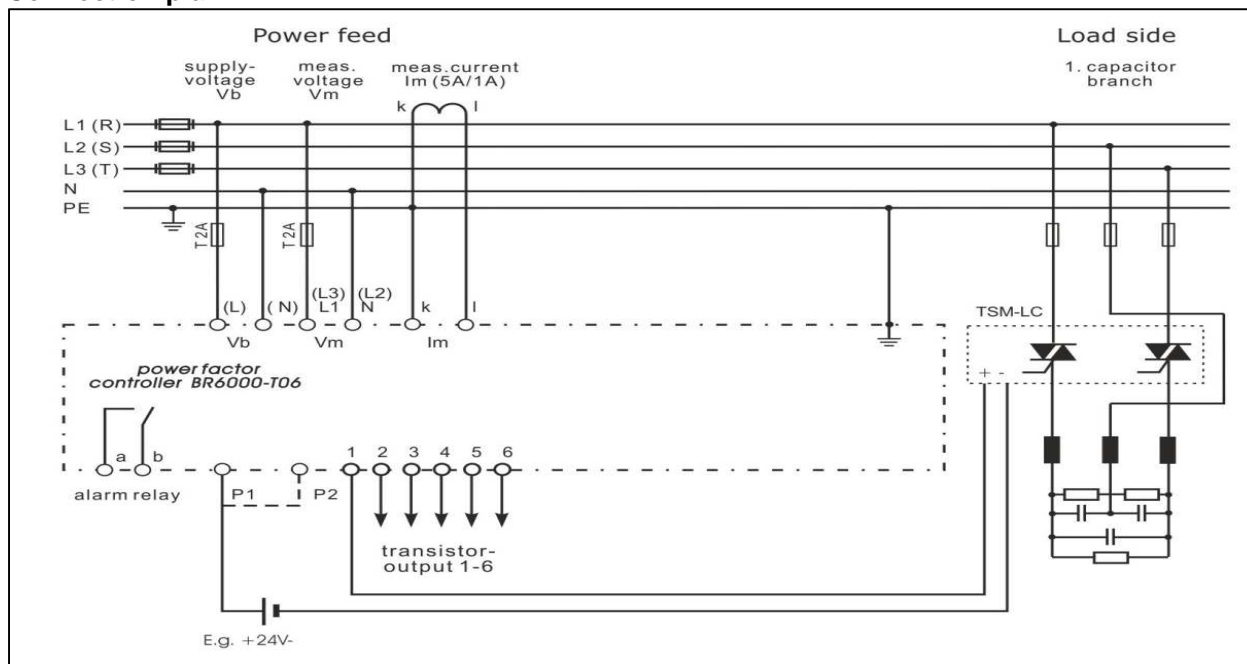 Power feed
Load side
supply-
voltage
Vb
meas.
voltage
Vm
meas.current
Im (5A/1A)
1. capacitor
branch
k
l
L1 (R)
L2 (S)
L3 (T)
N
PE
T2A
T2A
(L)
(N)
(L3)
L1
(L2)
N
k
l
Vb
Vm
Im
TSM-LC
+ -
power factor
controller BR6000-T06
a
b
1
2
3
4
5
6
alarm relay
P1
P2
transistor-
output 1-6
E.g. +24V-